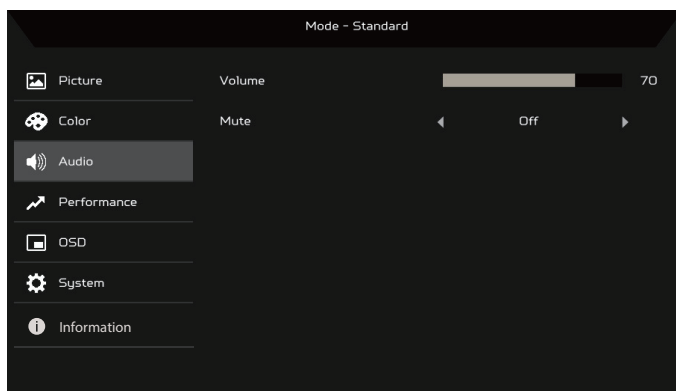 Mode - Standard
Picture
Volume 70
Color
Mute Off
Audio
Performance
OSD
System
Information